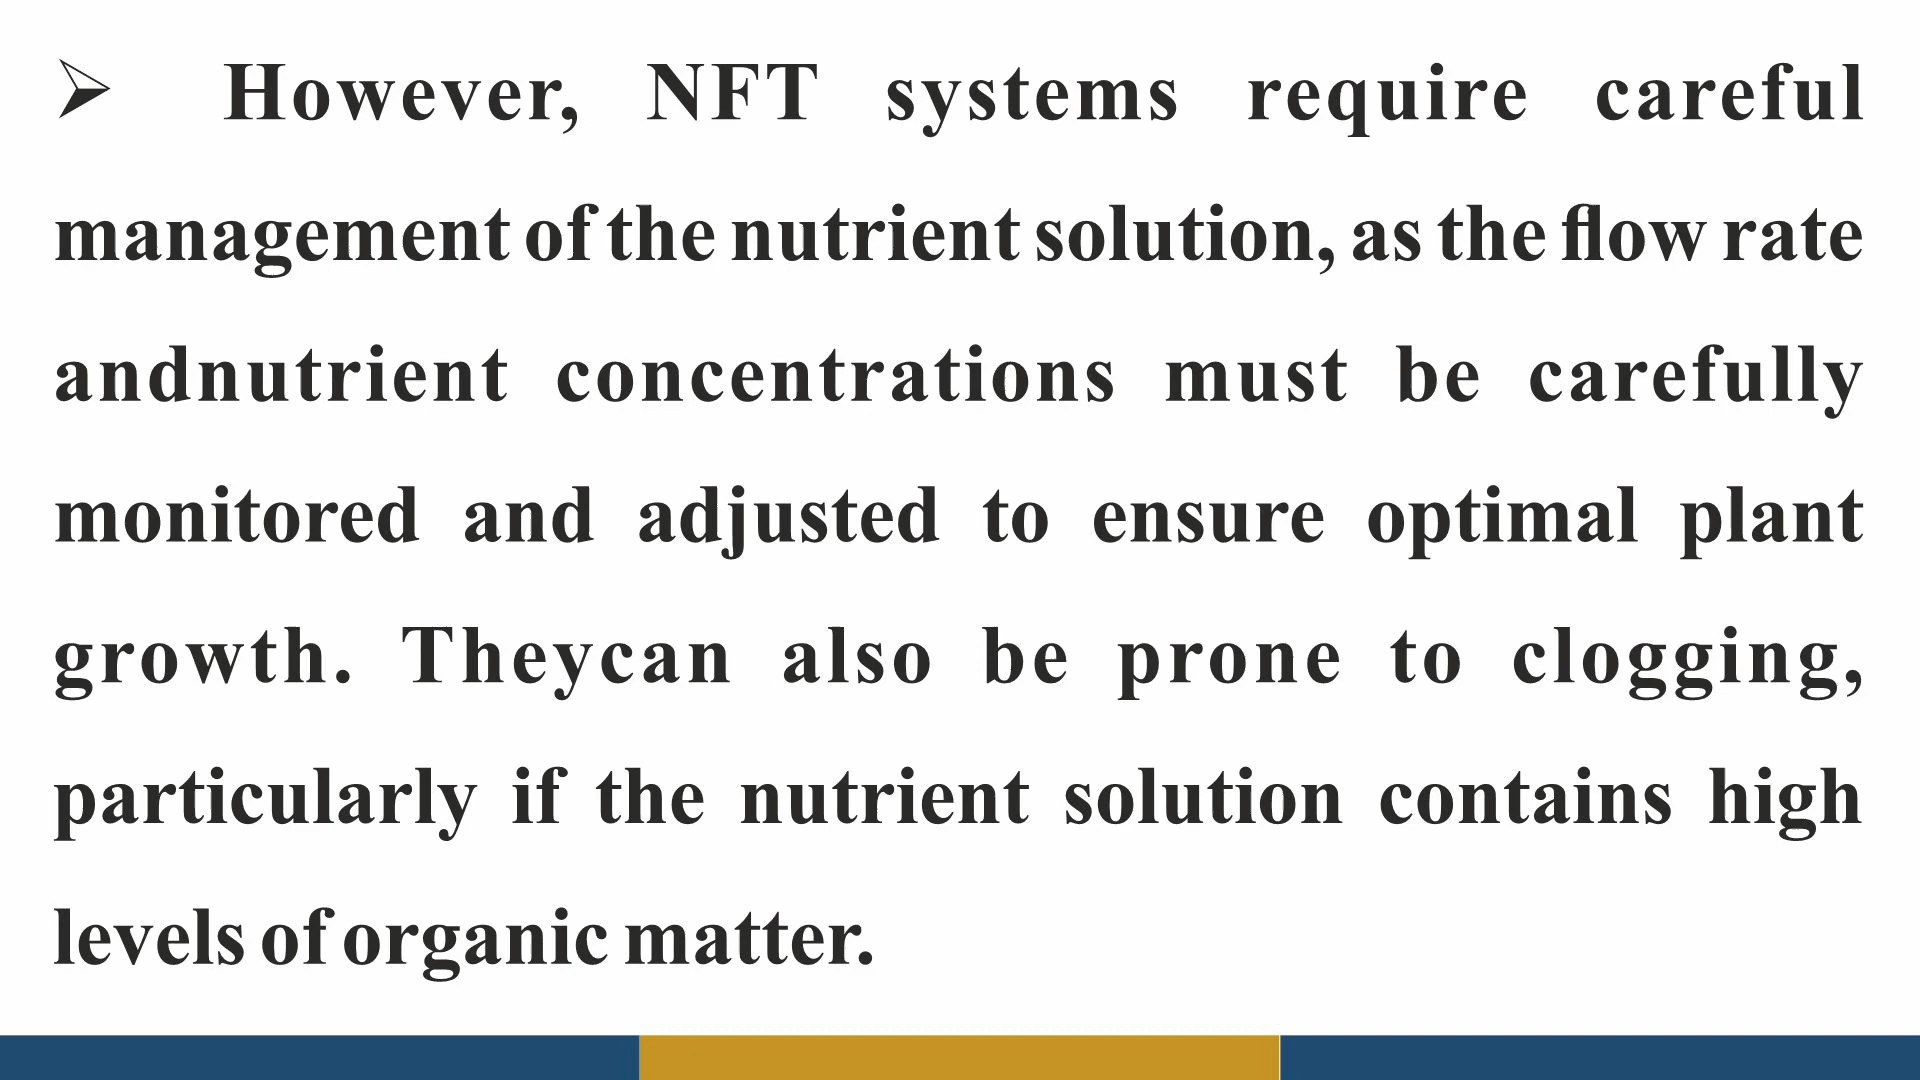 ➢ However, NFT systems require careful
management of the nutrient solution, as the flow rate
andnutrient concentrations must be carefully
monitored and adjusted to ensure optimal plant
growth. Theycan also be prone to clogging,
particularly if the nutrient solution contains high
levels of organic matter.